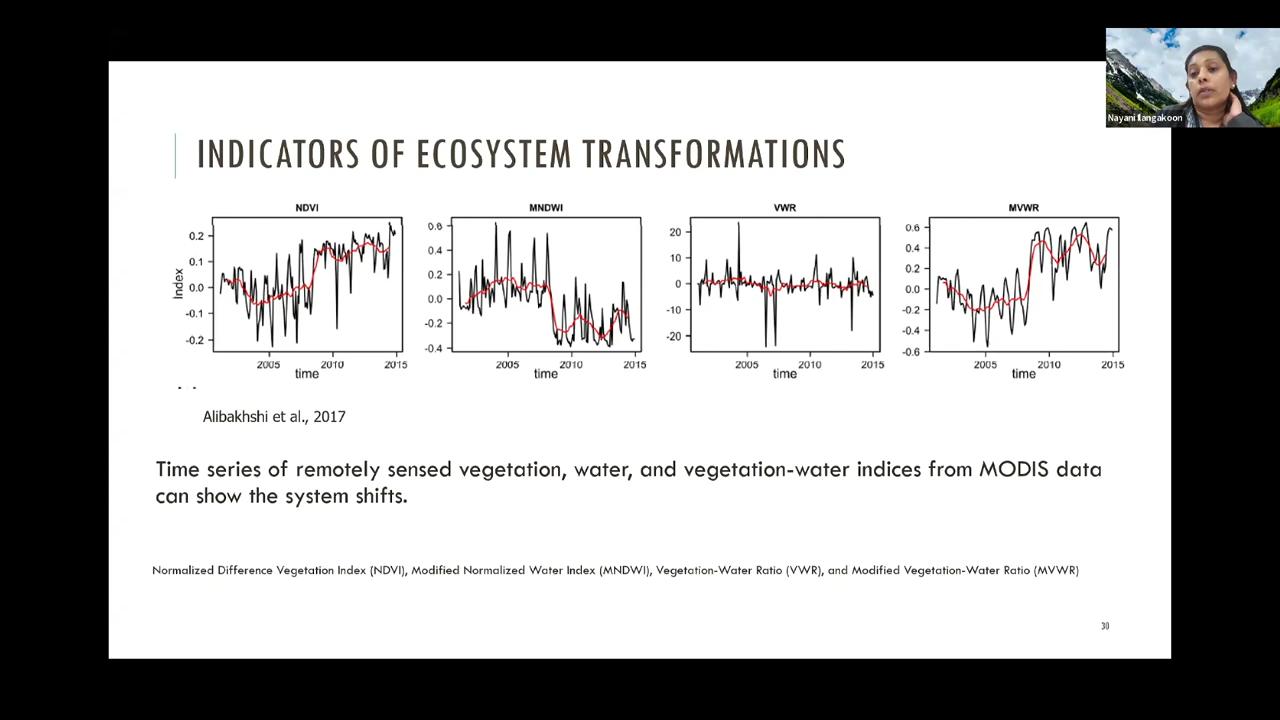 Nayani Ilangakoon
INDICATORS OF ECOSYSTEM TRANSFORMATIONS
NDVI
MNDWI
VWR
MVWR
Index
0.2
0.1
0.0
-0.1
-0.2
2005 2010 2015
time
0.6
0.4
0.2
0.0
-0.2
-0.4
2005 2010 2015
time
20
10
0
-10
-20
2005 2010 2015
time
0.6
0.4
0.2
0.0
-0.2
-0.4
-0.6
2005 2010 2015
time
Alibakhshi et al., 2017
Time series of remotely sensed vegetation, water, and vegetation-water indices from MODIS data
can show the system shifts.
Normalized Difference Vegetation Index (NDVI), Modified Normalized Water Index (MNDWI), Vegetation-Water Ratio (VWR), and Modified Vegetation-Water Ratio (MVWR)
30